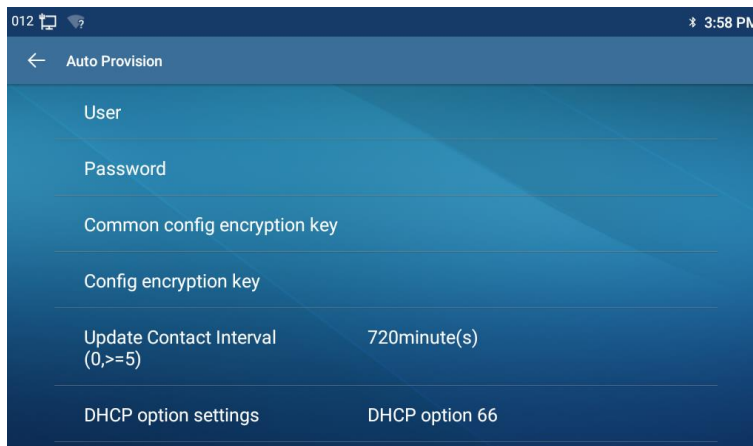 012 3:58 PM
Auto Provision
User
Password
Common config encryption key
Config encryption key
Update Contact Interval 720minute(s)
(0,>=5)
DHCP option settings DHCP option 66